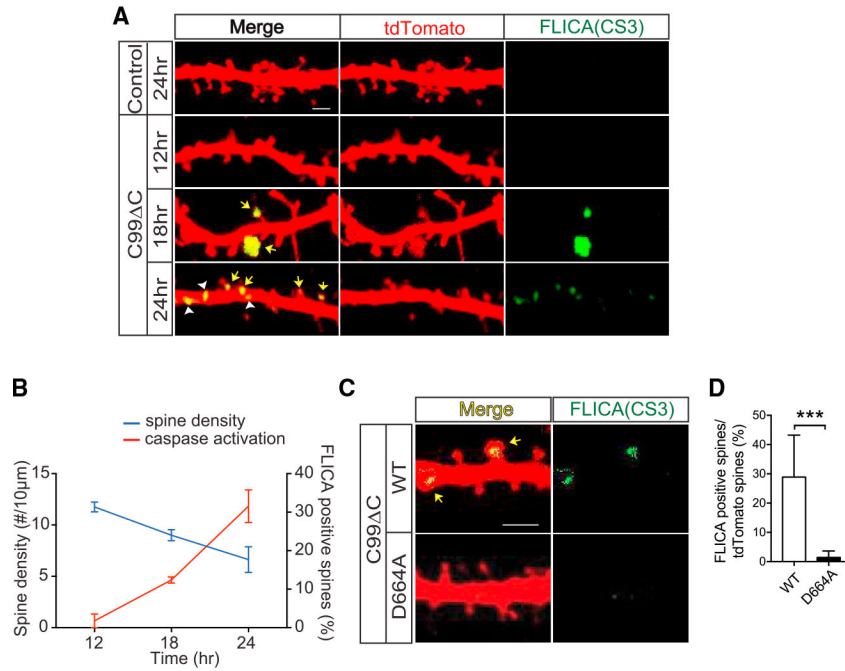 A
Merge
tdTomato
FLICA(CS3)
Control
24hr
C99ΔC
12hr
18hr
24hr
B
spine density
caspase activation
Spine density (#/10μm)
15
10
5
0
FLICA positive spines (%)
40
30
20
10
0
12
18
24
Time (hr)
C
Merge
FLICA(CS3)
C99ΔC
WT
D664A
D
FLICA positive spines/
tdTomato spines (%)
50
40
30
20
10
0
***
WT
D664A